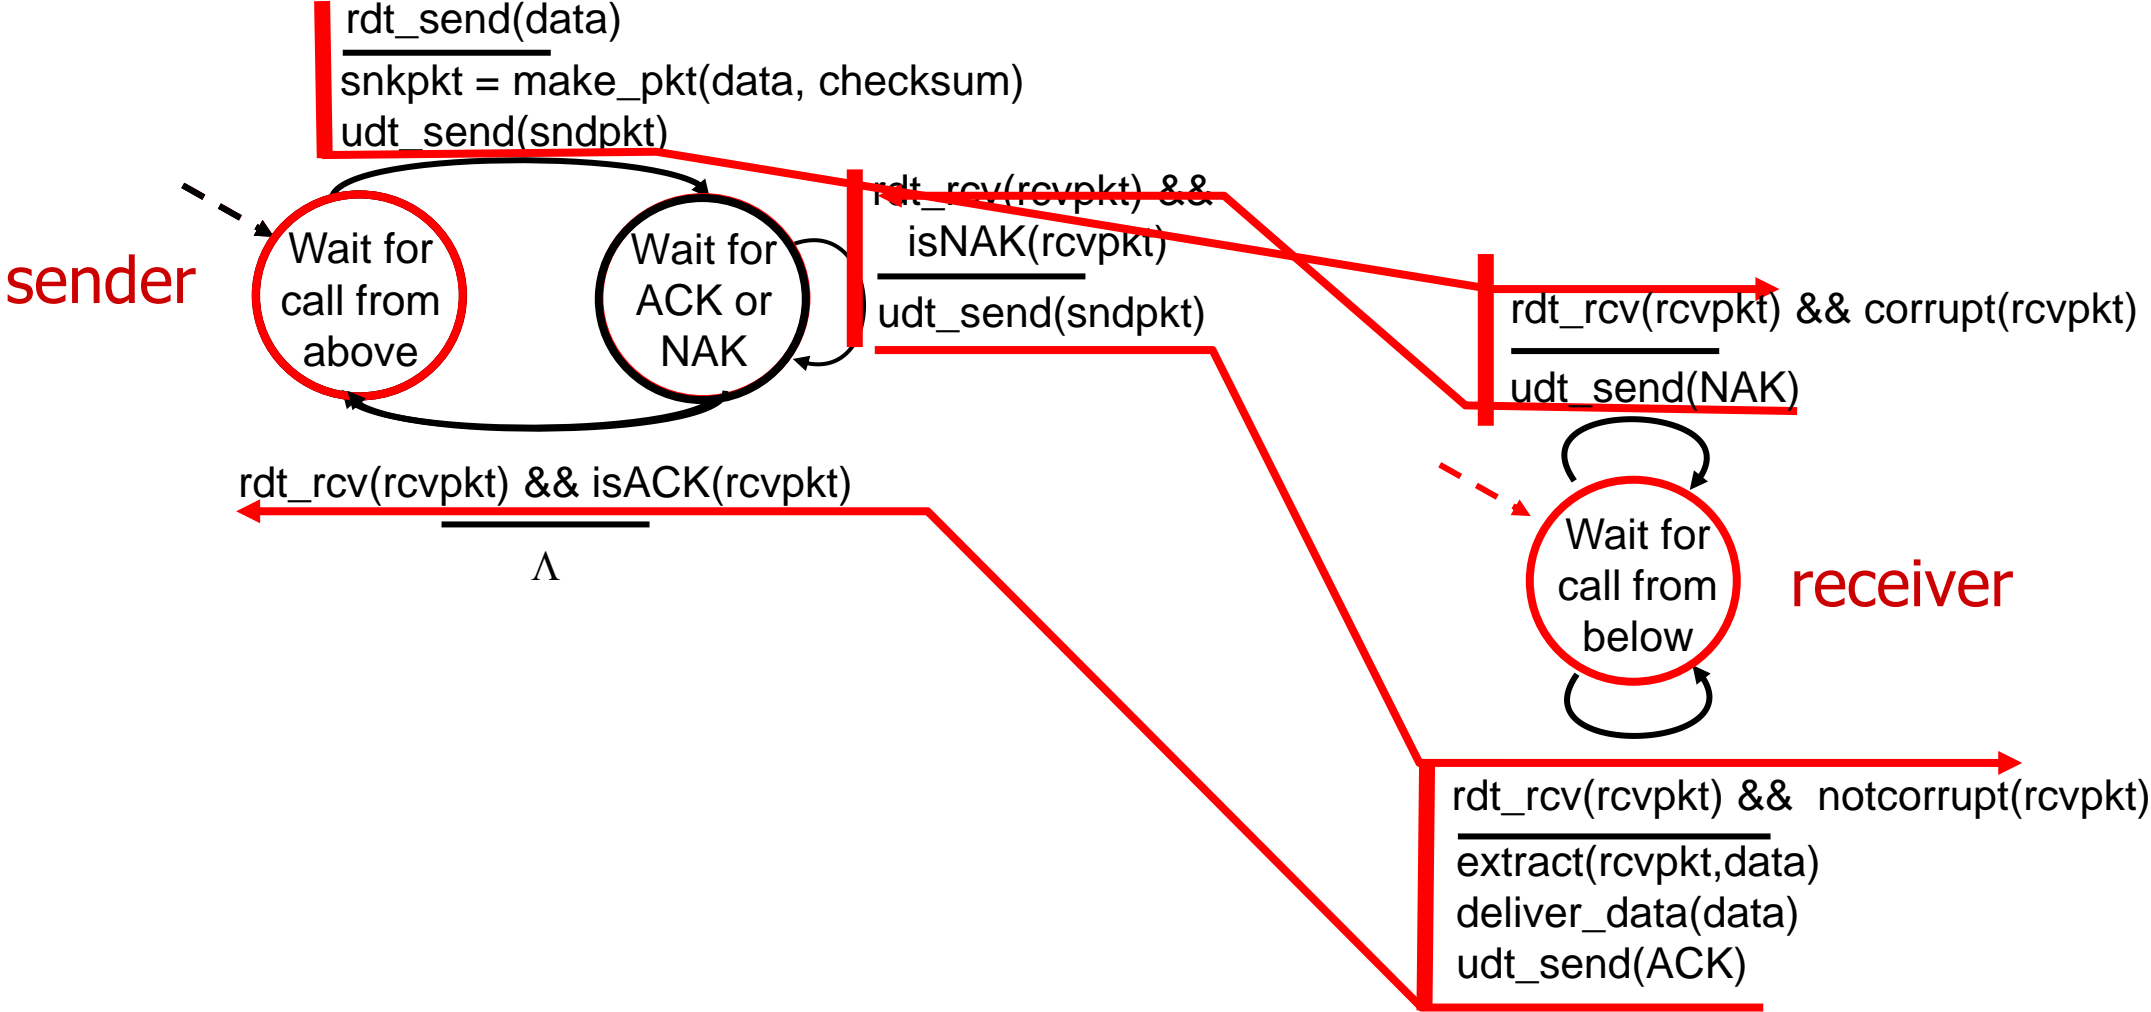 rdt_send(data)
snkpkt = make_pkt(data, checksum)
udt_send(sndpkt)
sender
Wait for
call from
above
Wait for
ACK or
NAK
rdt_rcv(rcvpkt) &&
isNAK(rcvpkt)
udt_send(sndpkt)
rdt_rcv(rcvpkt) && isACK(rcvpkt)
Λ
rdt_rcv(rcvpkt) && corrupt(rcvpkt)
udt_send(NAK)
Wait for
call from
below
receiver
rdt_rcv(rcvpkt) && notcorrupt(rcvpkt)
extract(rcvpkt,data)
deliver_data(data)
udt_send(ACK)